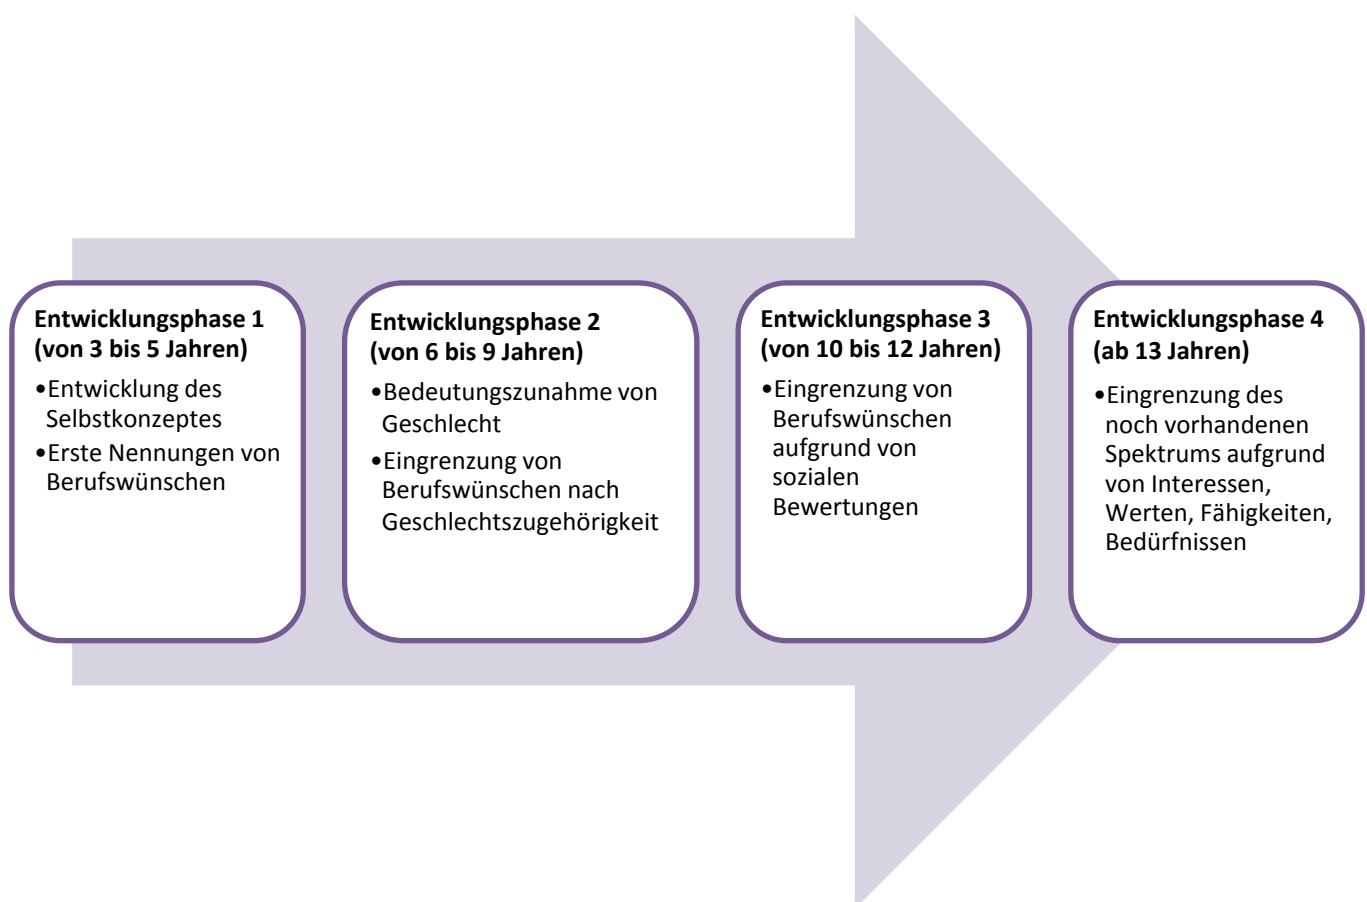 Entwicklungsphase 1
(von 3 bis 5 Jahren)
•Entwicklung des
Selbstkonzeptes
•Erste Nennungen von
Berufswünschen
Entwicklungsphase 2
(von 6 bis 9 Jahren)
•Bedeutungszunahme von
Geschlecht
•Eingrenzung von
Berufswünschen nach
Geschlechtszugehörigkeit
Entwicklungsphase 3
(von 10 bis 12 Jahren)
•Eingrenzung von
Berufswünschen
aufgrund von
sozialen
Bewertungen
Entwicklungsphase 4
(ab 13 Jahren)
•Eingrenzung des
noch vorhandenen
Spektrums aufgrund
von Interessen,
Werten, Fähigkeiten,
Bedürfnissen